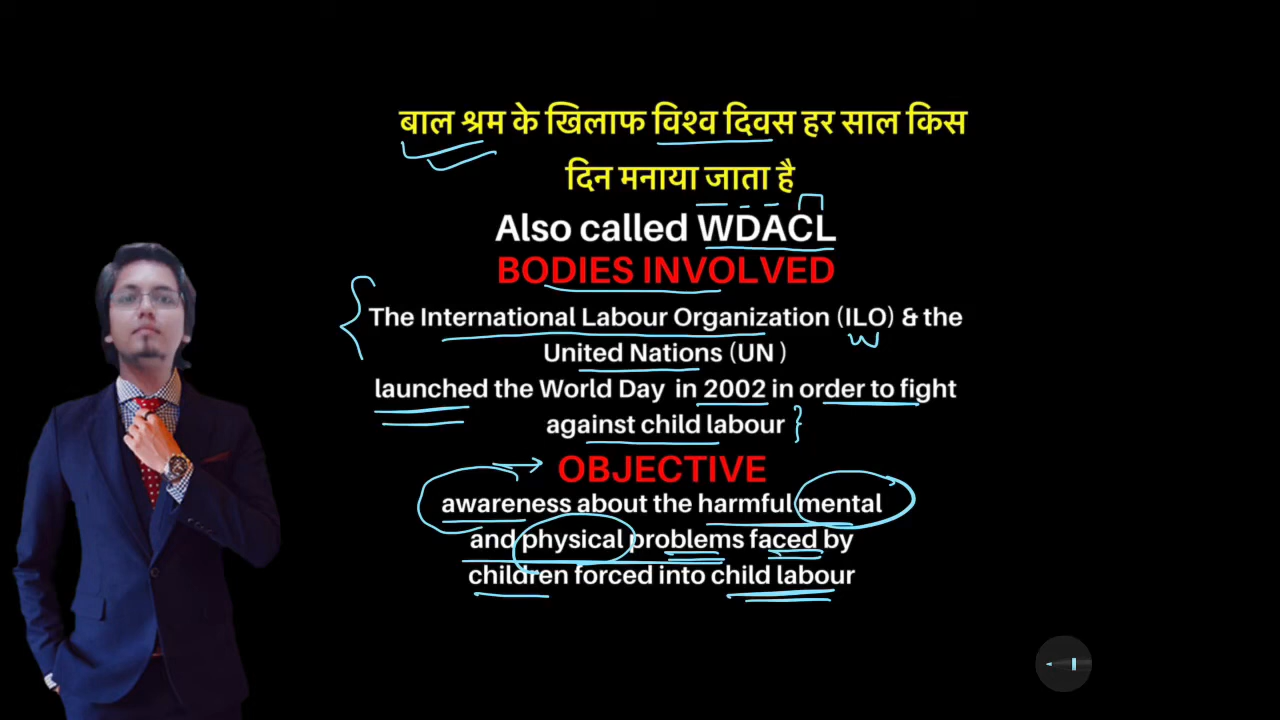 बाल श्रम के खिलाफ विश्व दिवस हर साल किस
दिन मनाया जाता है
Also called WDACL
BODIES INVOLVED
The International Labour Organization (ILO) & the
United Nations (UN )
launched the World Day in 2002 in order to fight
against child labour
OBJECTIVE
awareness about the harmful mental
and physical problems faced by
children forced into child labour